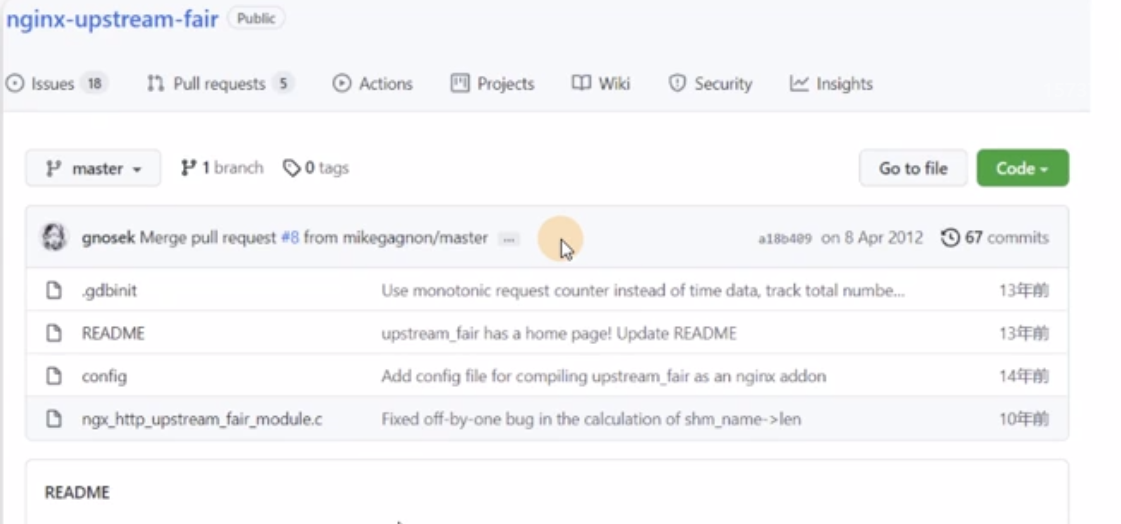 nginx-upstream-fair Public
Issues 18 Pull requests 5 Actions Projects Wiki Security Insights
master 1 branch 0 tags Go to file Code
gnosek Merge pull request #8 from mikegagnon/master ... a18b409 on 8 Apr 2012 67 commits
.gdbinit Use monotonic request counter instead of time data, track total numbe... 13年前
README upstream_fair has a home page! Update README 13年前
config Add config file for compiling upstream_fair as an nginx addon 14年前
ngx_http_upstream_fair_module.c Fixed off-by-one bug in the calculation of shm_name->len 10年前
README